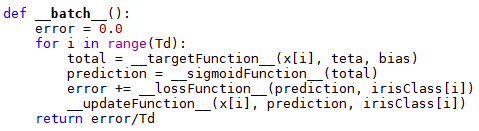 def __batch__():
    error = 0.0
    for i in range(Td):
        total = __targetFunction__(x[i], teta, bias)
        prediction = __sigmoidFunction__(total)
        error += __lossFunction__(prediction, irisClass[i])
        __updateFunction__(x[i], prediction, irisClass[i])
    return error/Td